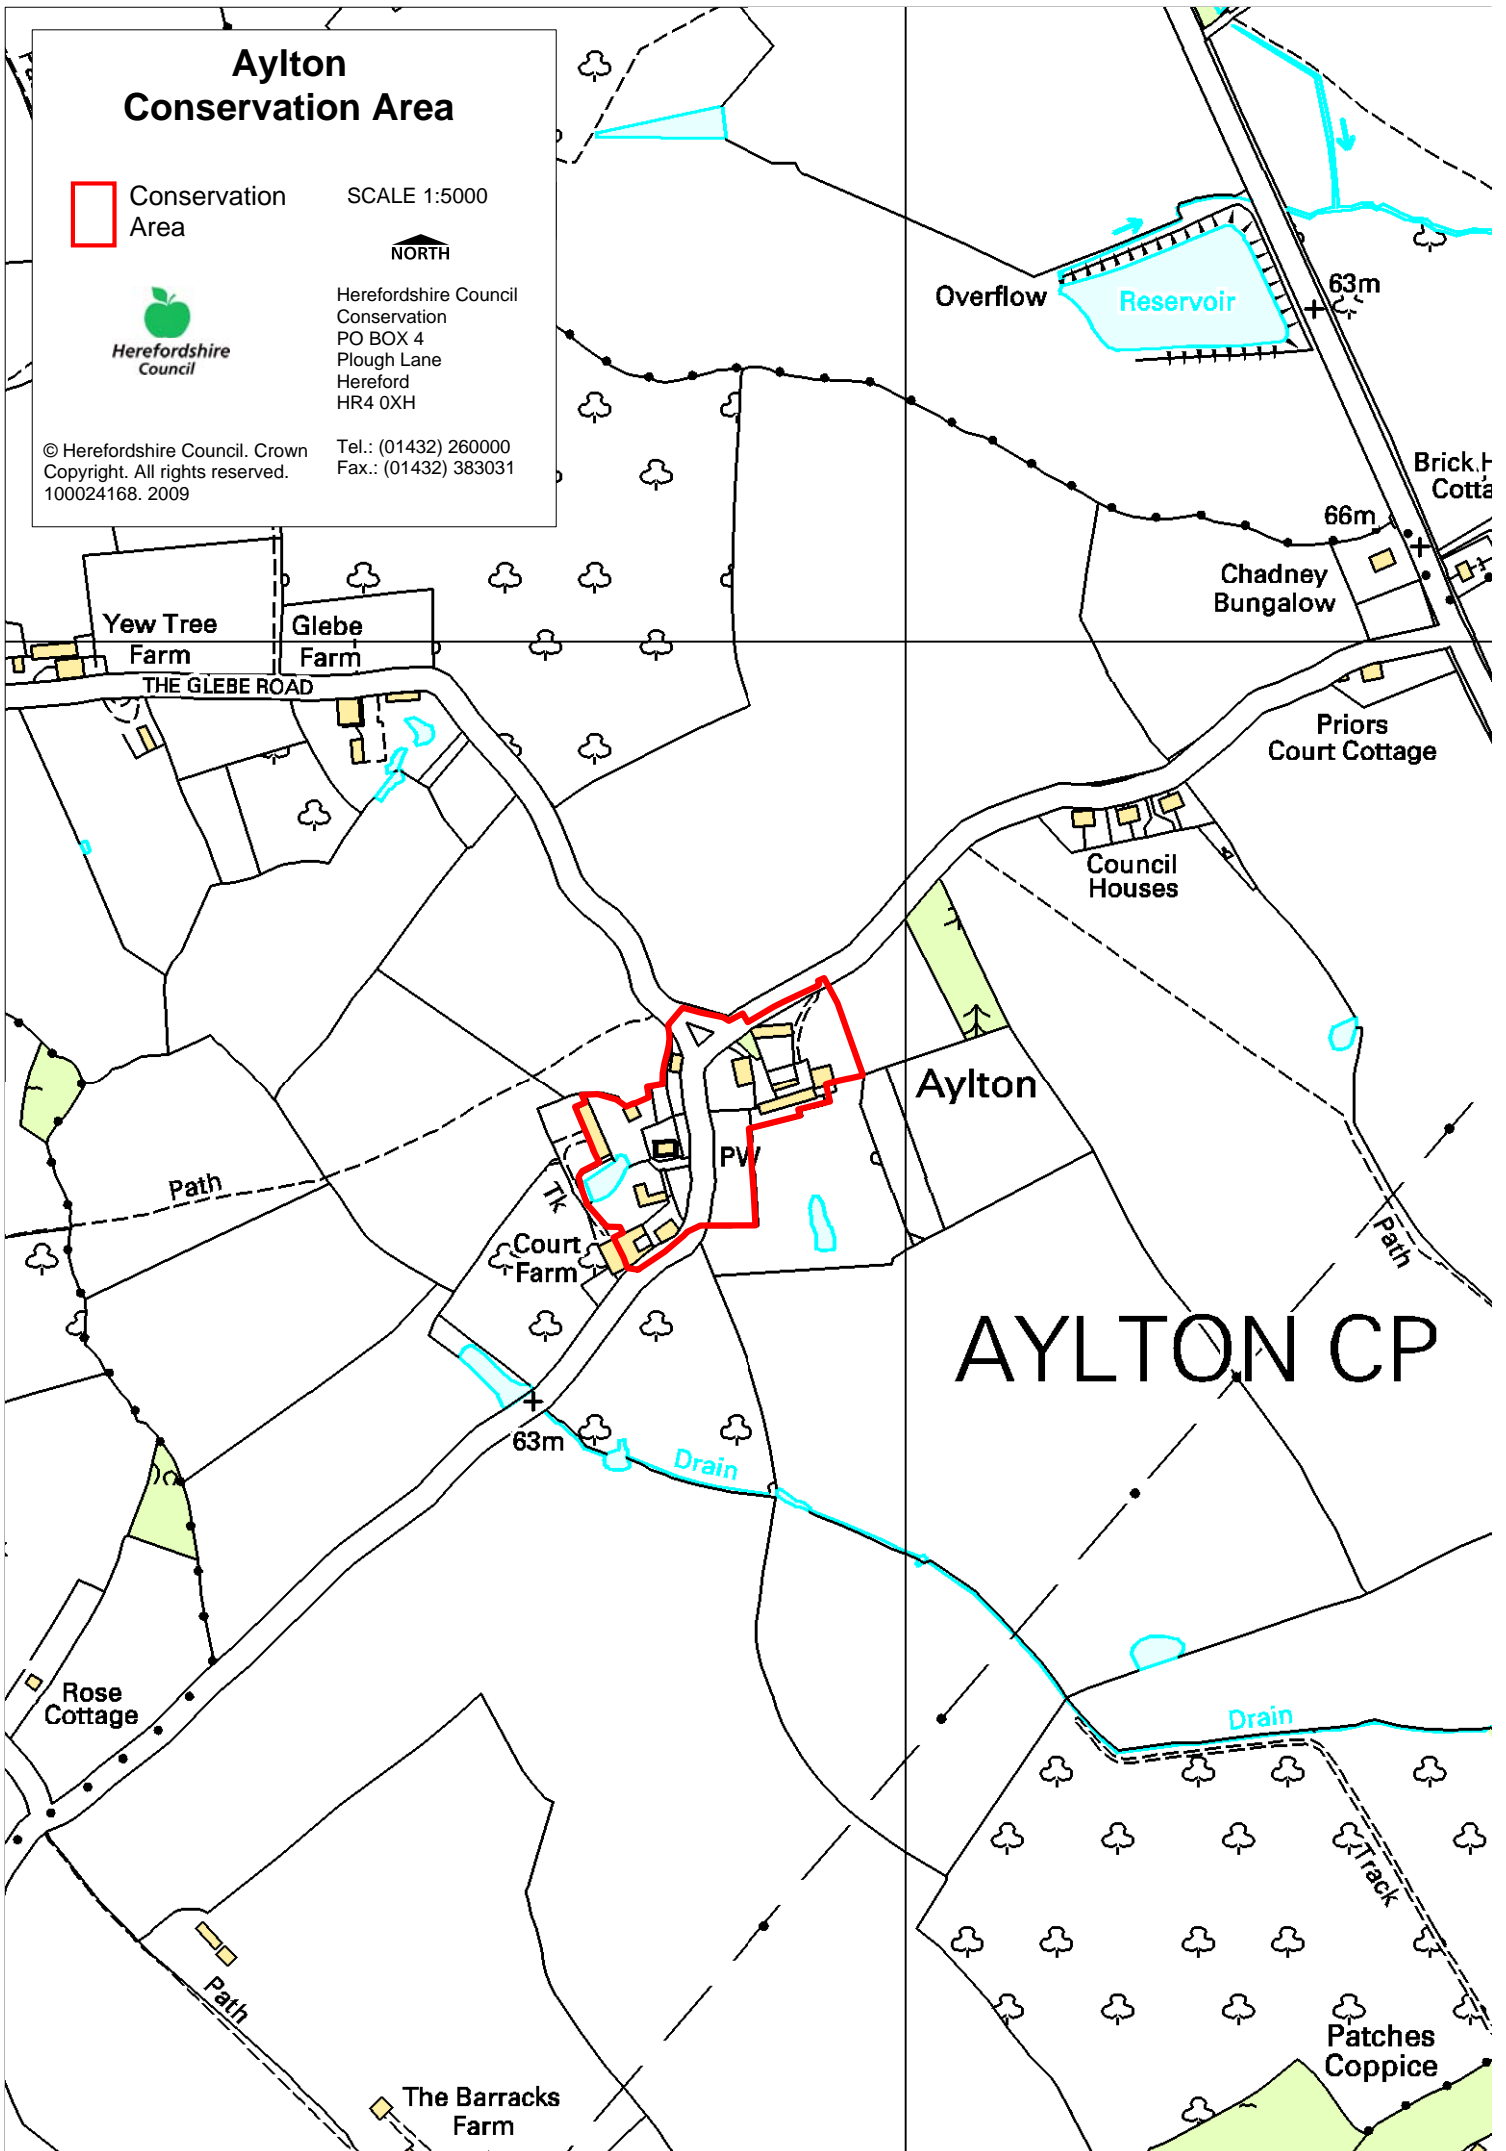 Aylton
Conservation Area
Conservation
Area
SCALE 1:5000
NORTH
Herefordshire
Council
Herefordshire Council
Conservation
PO BOX 4
Plough Lane
Hereford
HR4 0XH
Tel.: (01432) 260000
Fax.: (01432) 383031
© Herefordshire Council. Crown
Copyright. All rights reserved.
100024168. 2009
Overflow
Reservoir
63m
Brick H
Cotta
66m
Chadney
Bungalow
Yew Tree
Farm
Glebe
Farm
THE GLEBE ROAD
Priors
Court Cottage
Council
Houses
Aylton
PW
Path
Tk
Court
Farm
Path
AYLTON CP
63m
Drain
Rose
Cottage
Drain
Track
Path
Patches
Coppice
The Barracks
Farm